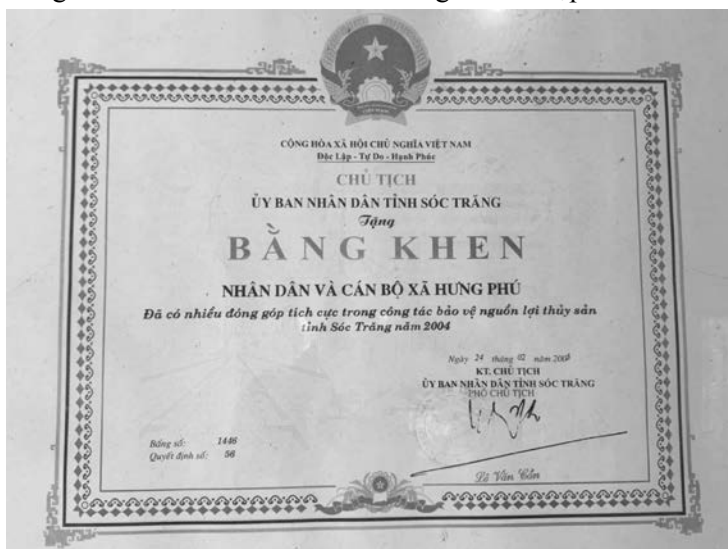 CỘNG HÒA XÃ HỘI CHỦ NGHĨA VIỆT NAM
Độc Lập - Tự Do - Hạnh Phúc
CHỦ TỊCH
ỦY BAN NHÂN DÂN TỈNH SÓC TRĂNG
Tặng
BẰNG KHEN
NHÂN DÂN VÀ CÁN BỘ XÃ HƯNG PHÚ
Đã có nhiều đóng góp tích cực trong công tác bảo vệ nguồn lợi thủy sản
tỉnh Sóc Trăng năm 2004
Ngày 24 tháng 02 năm
KT. CHỦ TỊCH
ỦY BAN NHÂN DÂN TỈNH SÓC TRĂNG
PHÓ CHỦ TỊCH
Bằng số: 1446
Quyết định số: 56
Lê Văn